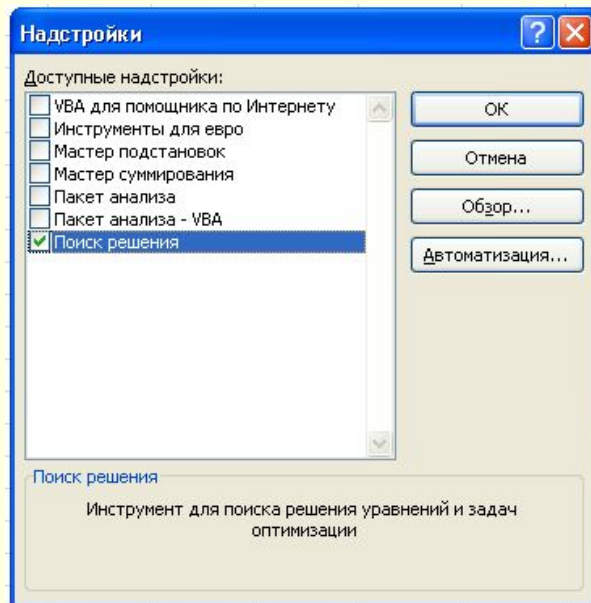 Надстройки
Доступные надстройки:
VBA для помощника по Интернету
Инструменты для евро
Мастер подстановок
Мастер суммирования
Пакет анализа
Пакет анализа - VBA
Поиск решения
ОК
Отмена
Обзор...
Автоматизация...
Поиск решения
Инструмент для поиска решения уравнений и задач
оптимизации